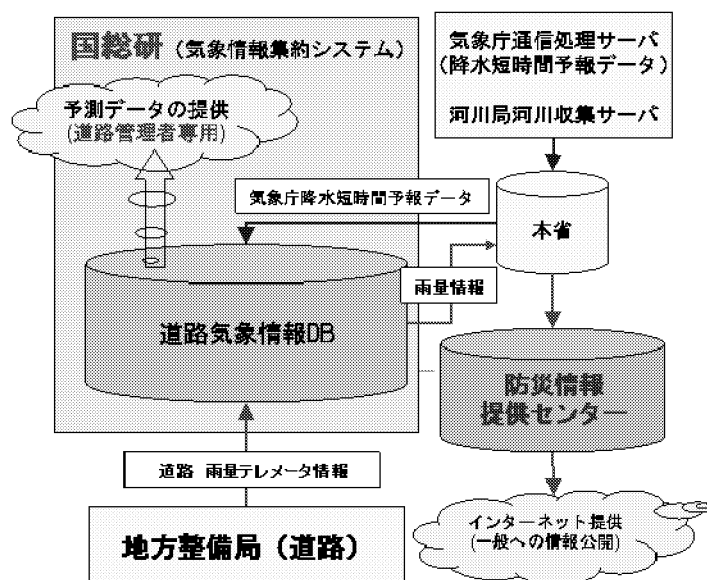 国総研（気象情報集約システム）
予測データの提供
(道路管理者専用)
気象庁通信処理サーバ
（降水短時間予報データ）
河川局河川収集サーバ
気象庁降水短時間予報データ
本省
雨量情報
道路気象情報DB
防災情報
提供センター
道路 雨量テレメータ情報
地方整備局（道路）
インターネット提供
(一般への情報公開)